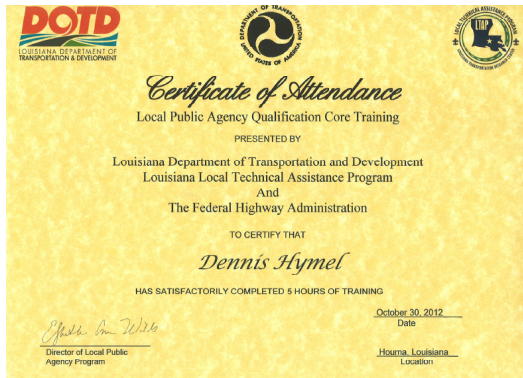 DOTD
LOUISIANA DEPARTMENT OF
TRANSPORTATION & DEVELOPMENT
DEPARTMENT OF TRANSPORTATION
UNITED STATES OF AMERICA
LOCAL TECHNICAL ASSISTANCE PROGRAM
LTAP
Certificate of Attendance
Local Public Agency Qualification Core Training
PRESENTED BY
Louisiana Department of Transportation and Development
Louisiana Local Technical Assistance Program
And
The Federal Highway Administration
TO CERTIFY THAT
Dennis Hymel
HAS SATISFACTORILY COMPLETED 5 HOURS OF TRAINING
October 30, 2012
Date
Director of Local Public
Agency Program
Houma, Louisiana
Location